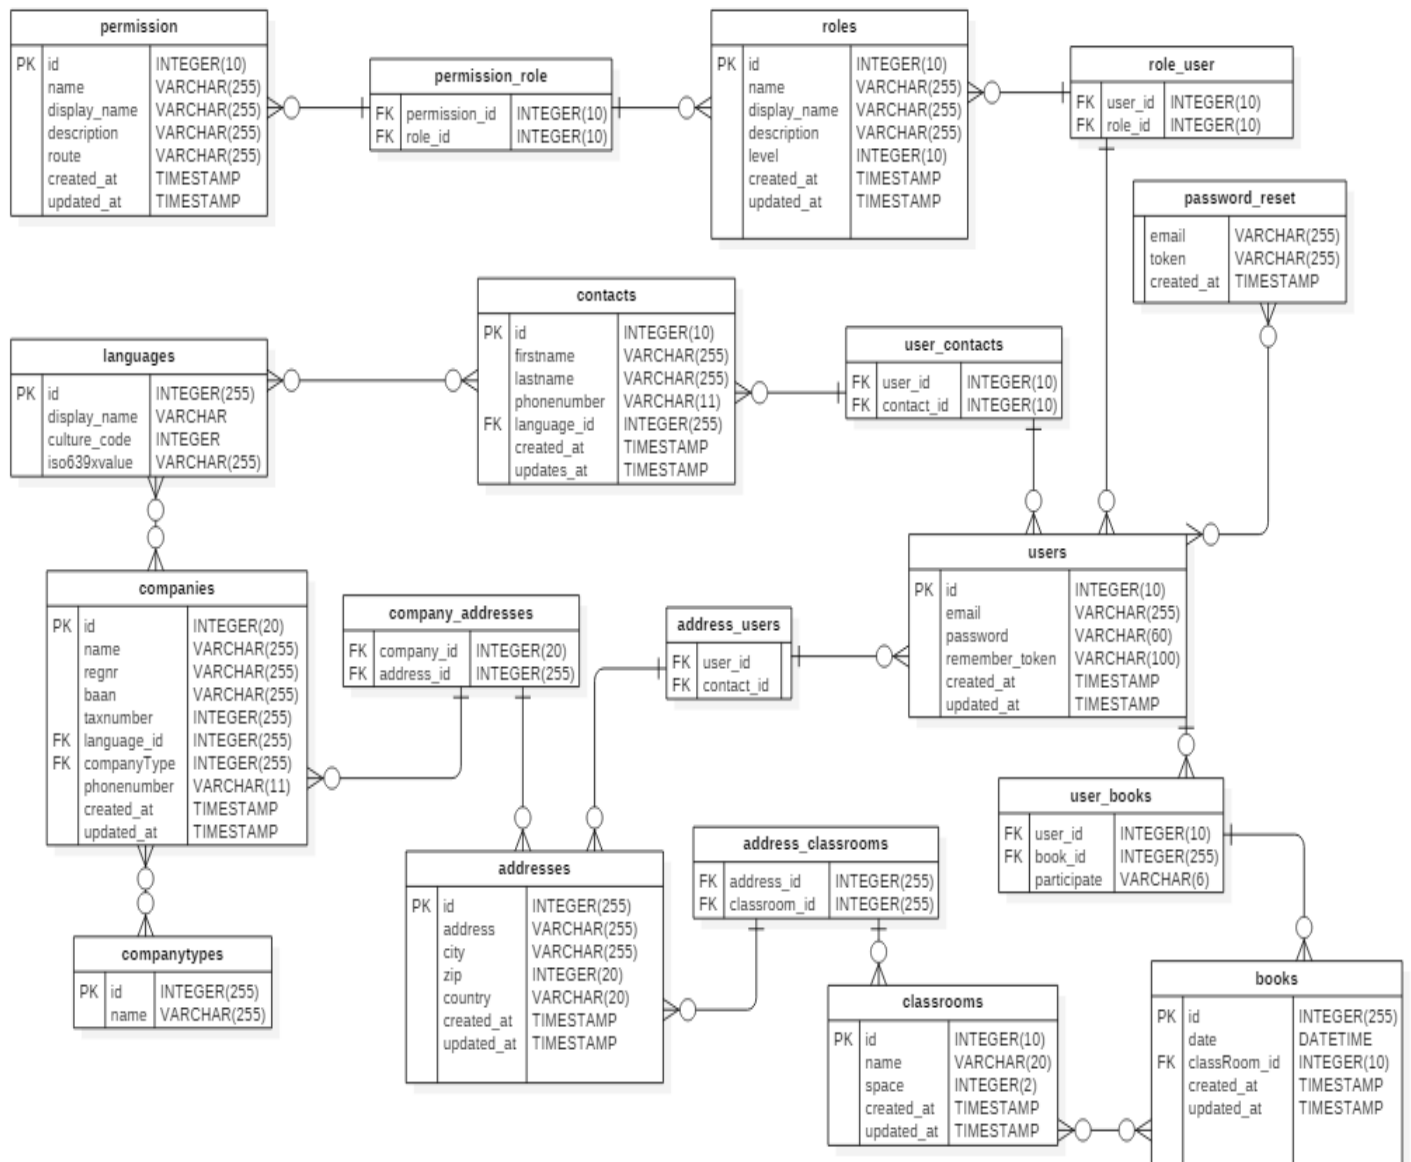 permission
PK id INTEGER(10)
name VARCHAR(255)
display_name VARCHAR(255)
description VARCHAR(255)
route VARCHAR(255)
created_at TIMESTAMP
updated_at TIMESTAMP
permission_role
FK permission_id INTEGER(10)
FK role_id INTEGER(10)
roles
PK id INTEGER(10)
name VARCHAR(255)
display_name VARCHAR(255)
description VARCHAR(255)
level INTEGER(10)
created_at TIMESTAMP
updated_at TIMESTAMP
role_user
FK user_id INTEGER(10)
FK role_id INTEGER(10)
password_reset
email VARCHAR(255)
token VARCHAR(255)
created_at TIMESTAMP
languages
PK id INTEGER(255)
display_name VARCHAR
culture_code INTEGER
iso639xvalue VARCHAR(255)
contacts
PK id INTEGER(10)
firstname VARCHAR(255)
lastname VARCHAR(255)
phonenumber VARCHAR(11)
FK language_id INTEGER(255)
created_at TIMESTAMP
updates_at TIMESTAMP
user_contacts
FK user_id INTEGER(10)
FK contact_id INTEGER(10)
companies
PK id INTEGER(20)
name VARCHAR(255)
regnr VARCHAR(255)
baan VARCHAR(255)
taxnumber INTEGER(255)
FK language_id INTEGER(255)
FK companyType INTEGER(255)
phonenumber VARCHAR(11)
created_at TIMESTAMP
updated_at TIMESTAMP
company_addresses
FK company_id INTEGER(20)
FK address_id INTEGER(255)
address_users
FK user_id
FK contact_id
users
PK id INTEGER(10)
email VARCHAR(255)
password VARCHAR(60)
remember_token VARCHAR(100)
created_at TIMESTAMP
updated_at TIMESTAMP
user_books
FK user_id INTEGER(10)
FK book_id INTEGER(255)
participate VARCHAR(6)
companytypes
PK id INTEGER(255)
name VARCHAR(255)
addresses
PK id INTEGER(255)
address VARCHAR(255)
city VARCHAR(255)
zip INTEGER(20)
country VARCHAR(20)
created_at TIMESTAMP
updated_at TIMESTAMP
address_classrooms
FK address_id INTEGER(255)
FK classroom_id INTEGER(255)
classrooms
PK id INTEGER(10)
name VARCHAR(20)
space INTEGER(2)
created_at TIMESTAMP
updated_at TIMESTAMP
books
PK id INTEGER(255)
date DATETIME
FK classRoom_id INTEGER(10)
created_at TIMESTAMP
updated_at TIMESTAMP